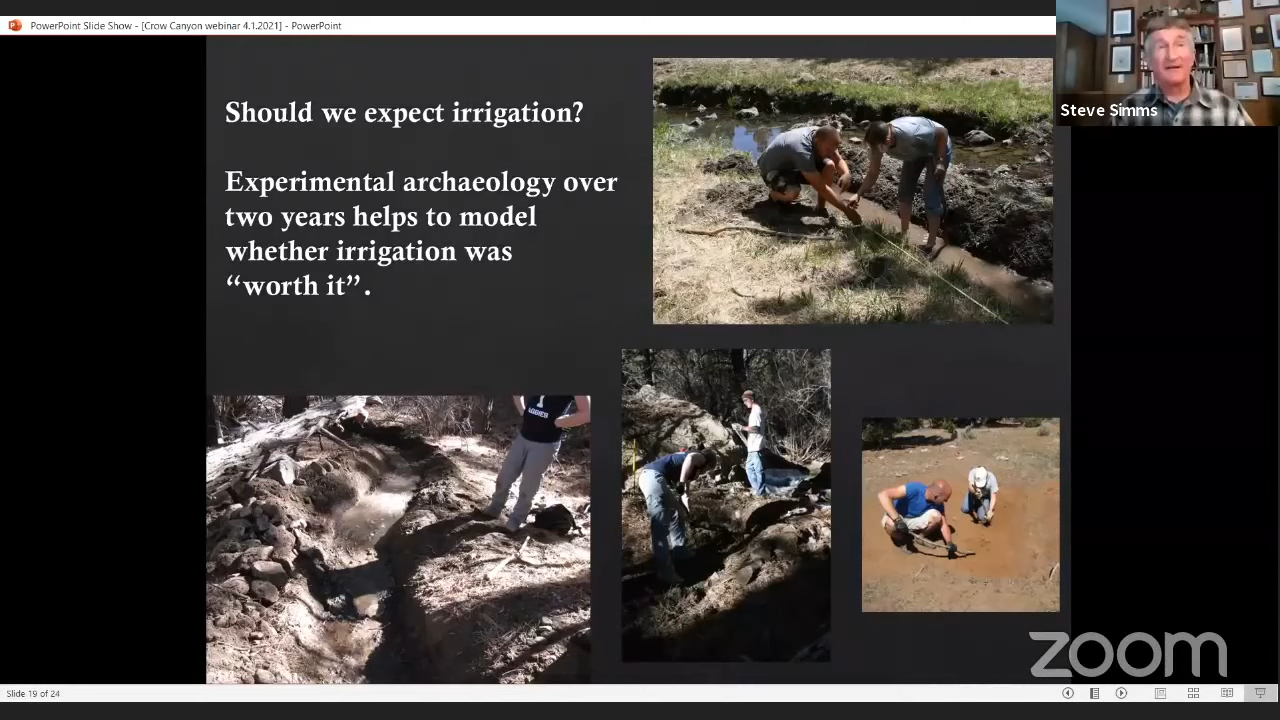 PowerPoint Slide Show - [Crow Canyon webinar 4.1.2021] - PowerPoint
Steve Simms
Should we expect irrigation?
Experimental archaeology over
two years helps to model
whether irrigation was
“worth it”.
AGGIES
zoom
Slide 19 of 24